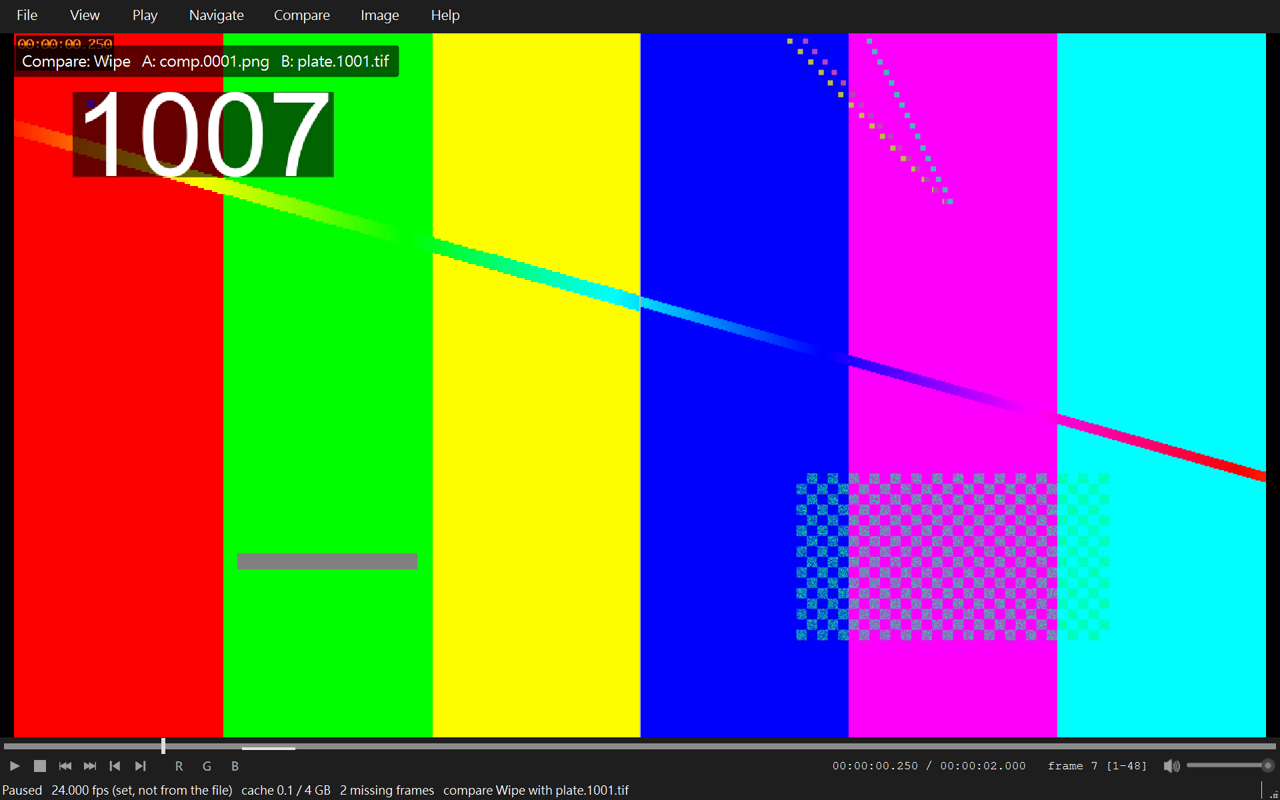 File View Play Navigate Compare Image Help
00:00:00.250
Compare: Wipe A: comp.0001.png B: plate.1001.tif
1007
R G B 00:00:00.250 / 00:00:02.000 frame 7 [1-48]
Paused 24.000 fps (set, not from the file) cache 0.1 / 4 GB 2 missing frames compare Wipe with plate.1001.tif